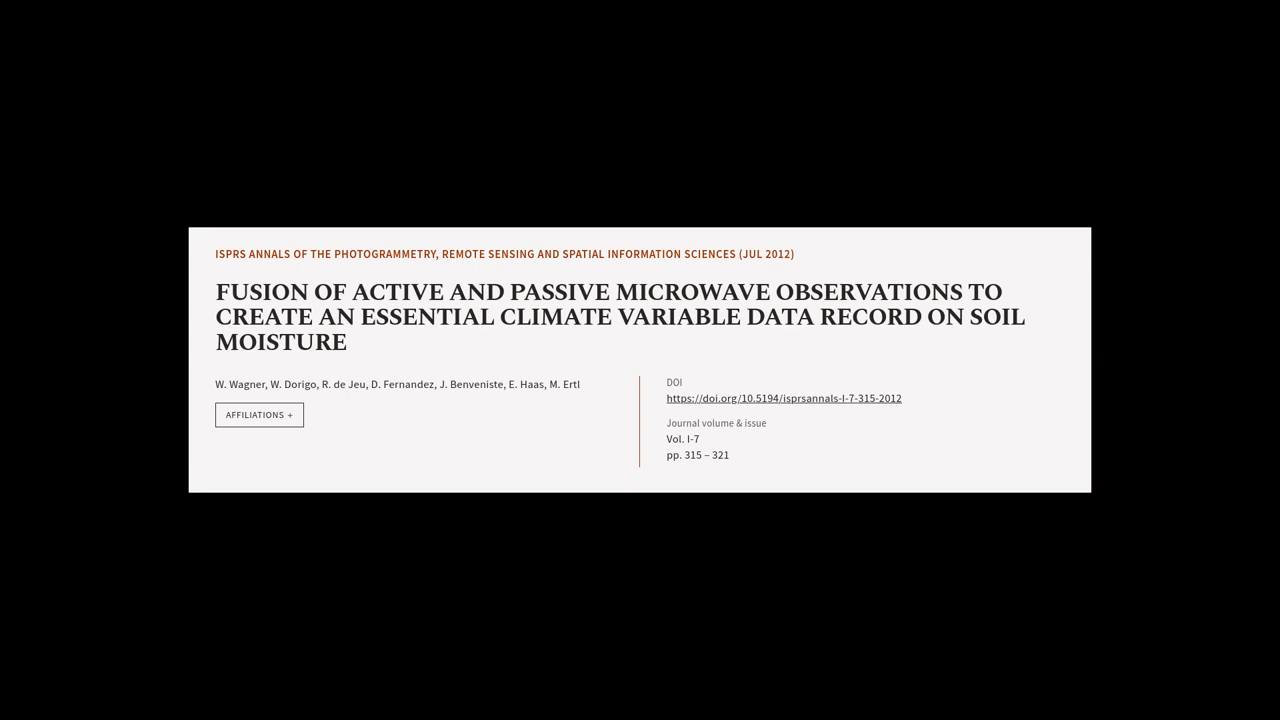 ISPRS ANNALS OF THE PHOTOGRAMMETRY, REMOTE SENSING AND SPATIAL INFORMATION SCIENCES (JUL 2012)
FUSION OF ACTIVE AND PASSIVE MICROWAVE OBSERVATIONS TO
CREATE AN ESSENTIAL CLIMATE VARIABLE DATA RECORD ON SOIL
MOISTURE
W. Wagner, W. Dorigo, R. de Jeu, D. Fernandez, J. Benveniste, E. Haas, M. Ertl
AFFILIATIONS +
DOI
https://doi.org/10.5194/isprsannals-I-7-315-2012
Journal volume & issue
Vol. I-7
pp. 315 – 321